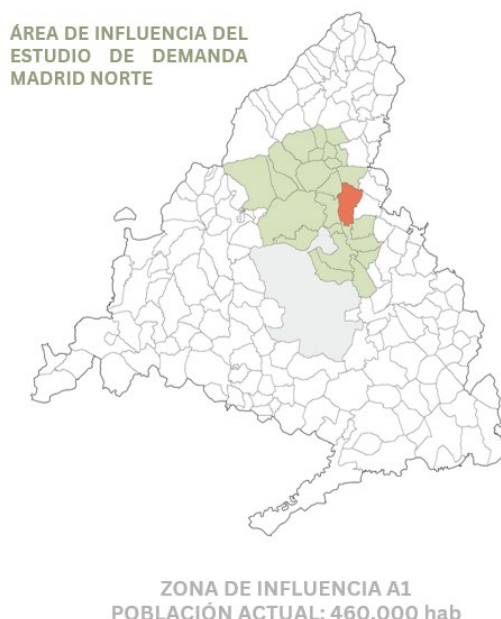 ÁREA DE INFLUENCIA DEL
ESTUDIO DE DEMANDA
MADRID NORTE
ZONA DE INFLUENCIA A1
POBLACIÓN ACTUAL: 460.000 hab